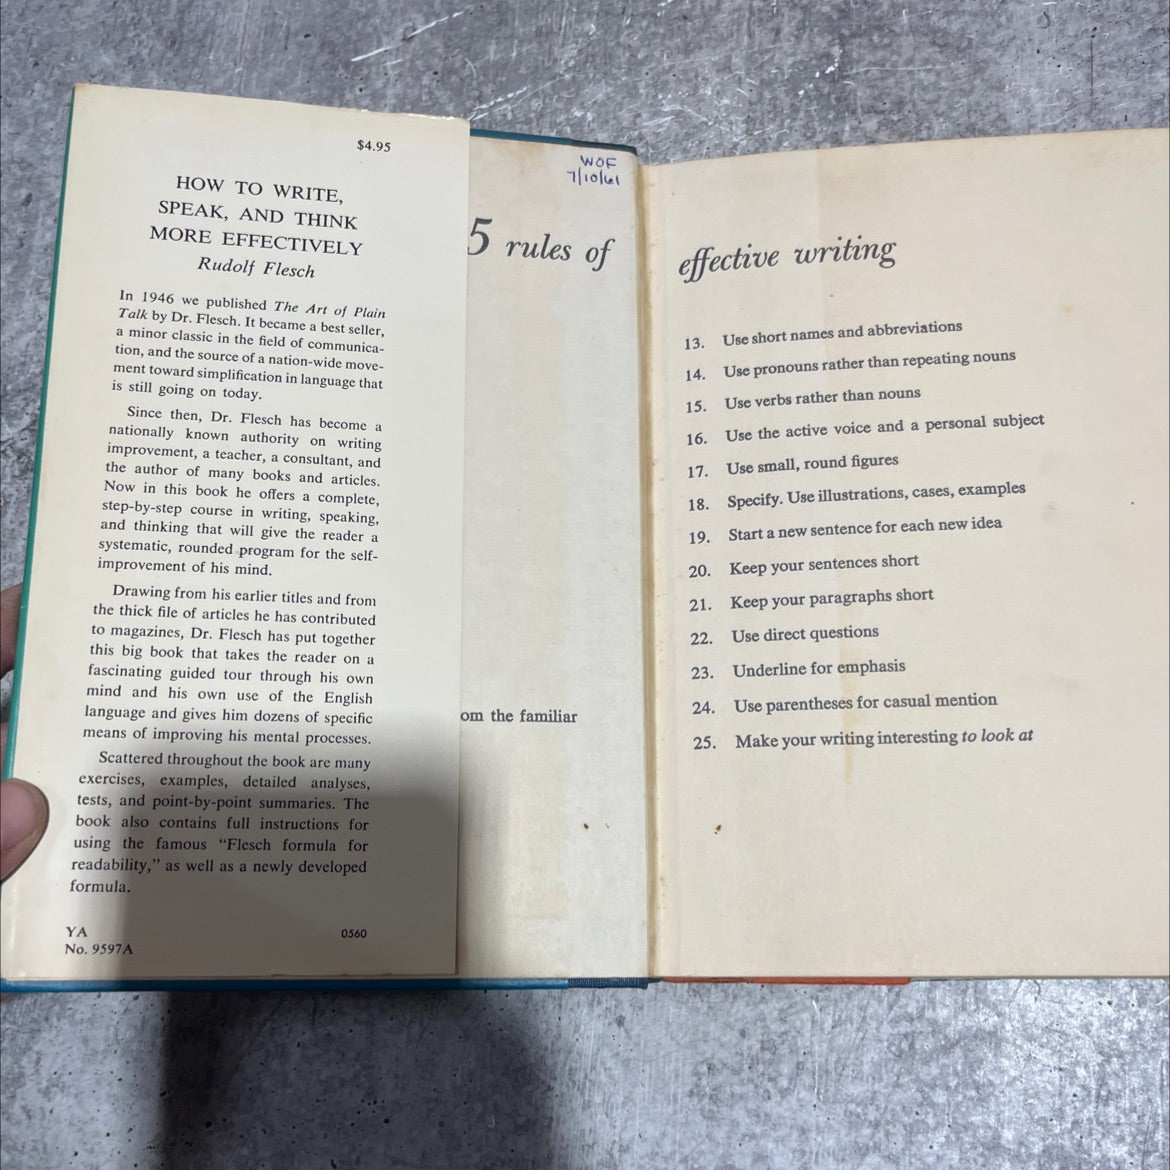 $4.95
HOW TO WRITE,
SPEAK, AND THINK
MORE EFFECTIVELY
Rudolf Flesch
In 1946 we published The Art of Plain
Talk by Dr. Flesch. It became a best seller,
a minor classic in the field of communica-
tion, and the source of a nation-wide move-
ment toward simplification in language that
is still going on today.
Since then, Dr. Flesch has become a
nationally known authority on writing
improvement, a teacher, a consultant, and
the author of many books and articles.
Now in this book he offers a complete,
step-by-step course in writing, speaking,
and thinking that will give the reader a
systematic, rounded program for the self-
improvement of his mind.
Drawing from his earlier titles and from
the thick file of articles he has contributed
to magazines, Dr. Flesch has put together
this big book that takes the reader on a
fascinating guided tour through his own
mind and his own use of the English
language and gives him dozens of specific
means of improving his mental processes.
Scattered throughout the book are many
exercises, examples, detailed analyses,
tests, and point-by-point summaries. The
book also contains full instructions for
using the famous “Flesch formula for
readability,” as well as a newly developed
formula.
YA
No. 9597A
0560
WOF
7/10/61
5 rules of
om the familiar
effective writing
13. Use short names and abbreviations
14. Use pronouns rather than repeating nouns
15. Use verbs rather than nouns
16. Use the active voice and a personal subject
17. Use small, round figures
18. Specify. Use illustrations, cases, examples
19. Start a new sentence for each new idea
20. Keep your sentences short
21. Keep your paragraphs short
22. Use direct questions
23. Underline for emphasis
24. Use parentheses for casual mention
25. Make your writing interesting to look at